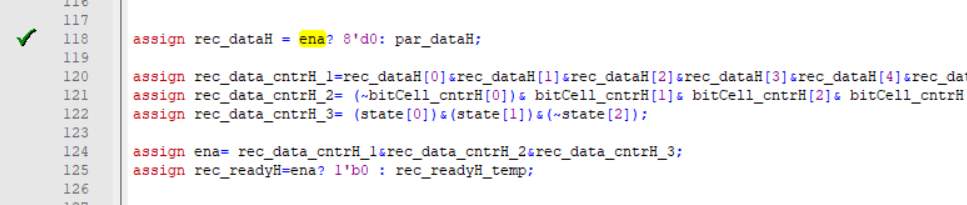 116
117
118 assign rec_dataH = ena? 8'd0: par_dataH;
119
120 assign rec_data_cntrH_1=rec_dataH[0]&rec_dataH[1]&rec_dataH[2]&rec_dataH[3]&rec_dataH[4]&rec_dat
121 assign rec_data_cntrH_2= (~bitCell_cntrH[0])& bitCell_cntrH[1]& bitCell_cntrH[2]& bitCell_cntrH
122 assign rec_data_cntrH_3= (state[0])&(state[1])&(~state[2]);
123
124 assign ena= rec_data_cntrH_1&rec_data_cntrH_2&rec_data_cntrH_3;
125 assign rec_readyH=ena? 1'b0 : rec_readyH_temp;
126